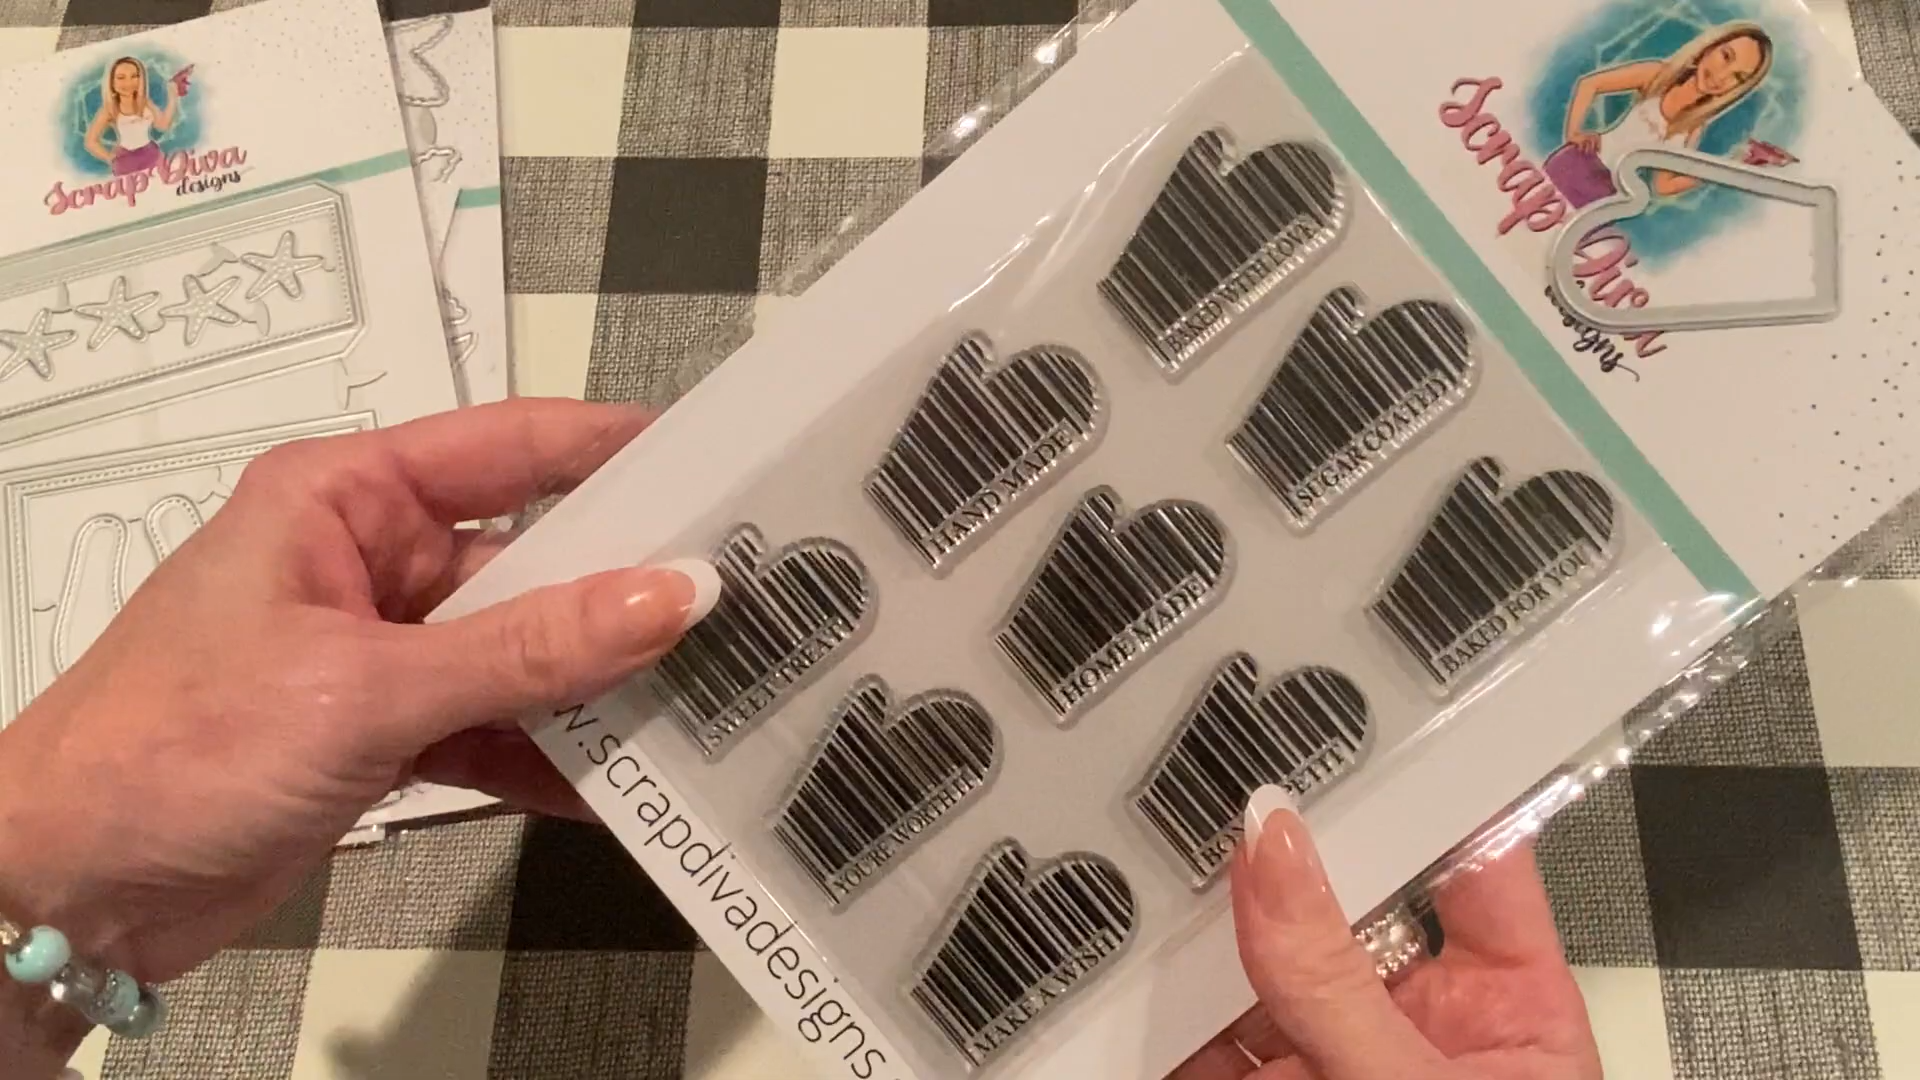 Scrap Diva
designs
Scrap Diva
designs
BAKED WITH LOVE
HAND MADE
SUGAR COATED
SWEET TREAT
HOME MADE
BAKED FOR YOU
YOU'RE WORTH IT
MAKE A WISH
w.scrapdivadesigns